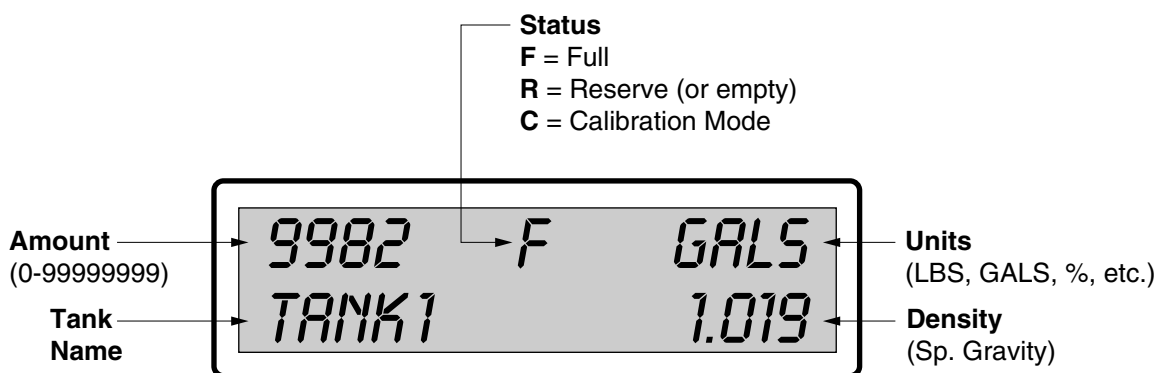 Status
F = Full
R = Reserve (or empty)
C = Calibration Mode
Amount
(0-99999999)
9982 F GALS
Units
(LBS, GALS, %, etc.)
Tank
Name
TANK1 1.019
Density
(Sp. Gravity)